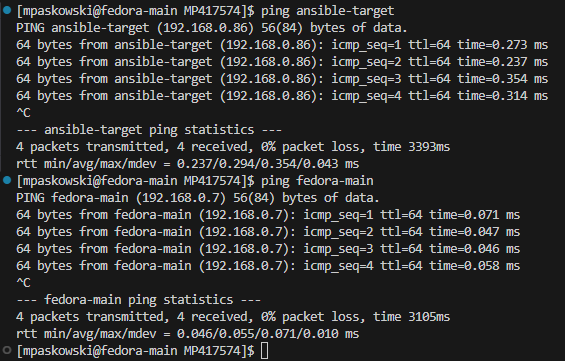 [mpaskowski@fedora-main MP417574]$ ping ansible-target
PING ansible-target (192.168.0.86) 56(84) bytes of data.
64 bytes from ansible-target (192.168.0.86): icmp_seq=1 ttl=64 time=0.273 ms
64 bytes from ansible-target (192.168.0.86): icmp_seq=2 ttl=64 time=0.237 ms
64 bytes from ansible-target (192.168.0.86): icmp_seq=3 ttl=64 time=0.354 ms
64 bytes from ansible-target (192.168.0.86): icmp_seq=4 ttl=64 time=0.314 ms
^C
--- ansible-target ping statistics ---
4 packets transmitted, 4 received, 0% packet loss, time 3393ms
rtt min/avg/max/mdev = 0.237/0.294/0.354/0.043 ms
[mpaskowski@fedora-main MP417574]$ ping fedora-main
PING fedora-main (192.168.0.7) 56(84) bytes of data.
64 bytes from fedora-main (192.168.0.7): icmp_seq=1 ttl=64 time=0.071 ms
64 bytes from fedora-main (192.168.0.7): icmp_seq=2 ttl=64 time=0.047 ms
64 bytes from fedora-main (192.168.0.7): icmp_seq=3 ttl=64 time=0.046 ms
64 bytes from fedora-main (192.168.0.7): icmp_seq=4 ttl=64 time=0.058 ms
^C
--- fedora-main ping statistics ---
4 packets transmitted, 4 received, 0% packet loss, time 3105ms
rtt min/avg/max/mdev = 0.046/0.055/0.071/0.010 ms
[mpaskowski@fedora-main MP417574]$